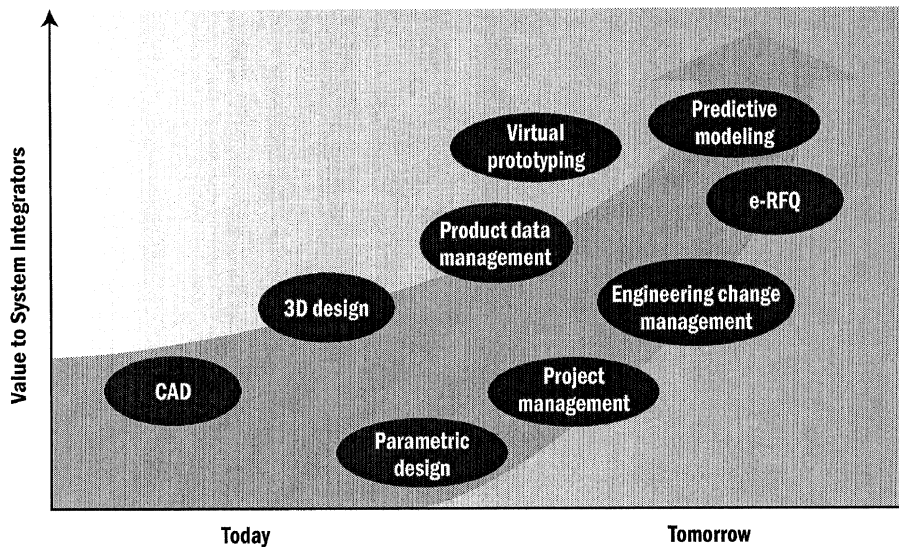 Value to System Integrators
Predictive
modeling
Virtual
prototyping
e-RFQ
Product data
management
3D design
Engineering change
management
CAD
Project
management
Parametric
design
Today
Tomorrow